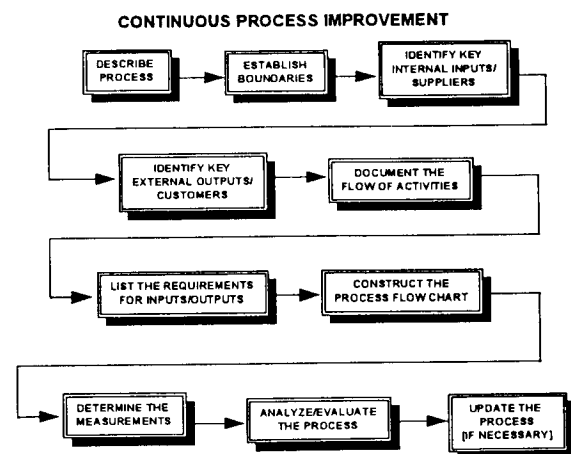 CONTINUOUS PROCESS IMPROVEMENT
DESCRIBE
PROCESS
ESTABLISH
BOUNDARIES
IDENTIFY KEY
INTERNAL INPUTS/
SUPPLIERS
IDENTIFY KEY
EXTERNAL OUTPUTS/
CUSTOMERS
DOCUMENT THE
FLOW OF ACTIVITIES
LIST THE REQUIREMENTS
FOR INPUTS/OUTPUTS
CONSTRUCT THE
PROCESS FLOW CHART
DETERMINE THE
MEASUREMENTS
ANALYZE/EVALUATE
THE PROCESS
UPDATE THE
PROCESS
[IF NECESSARY]